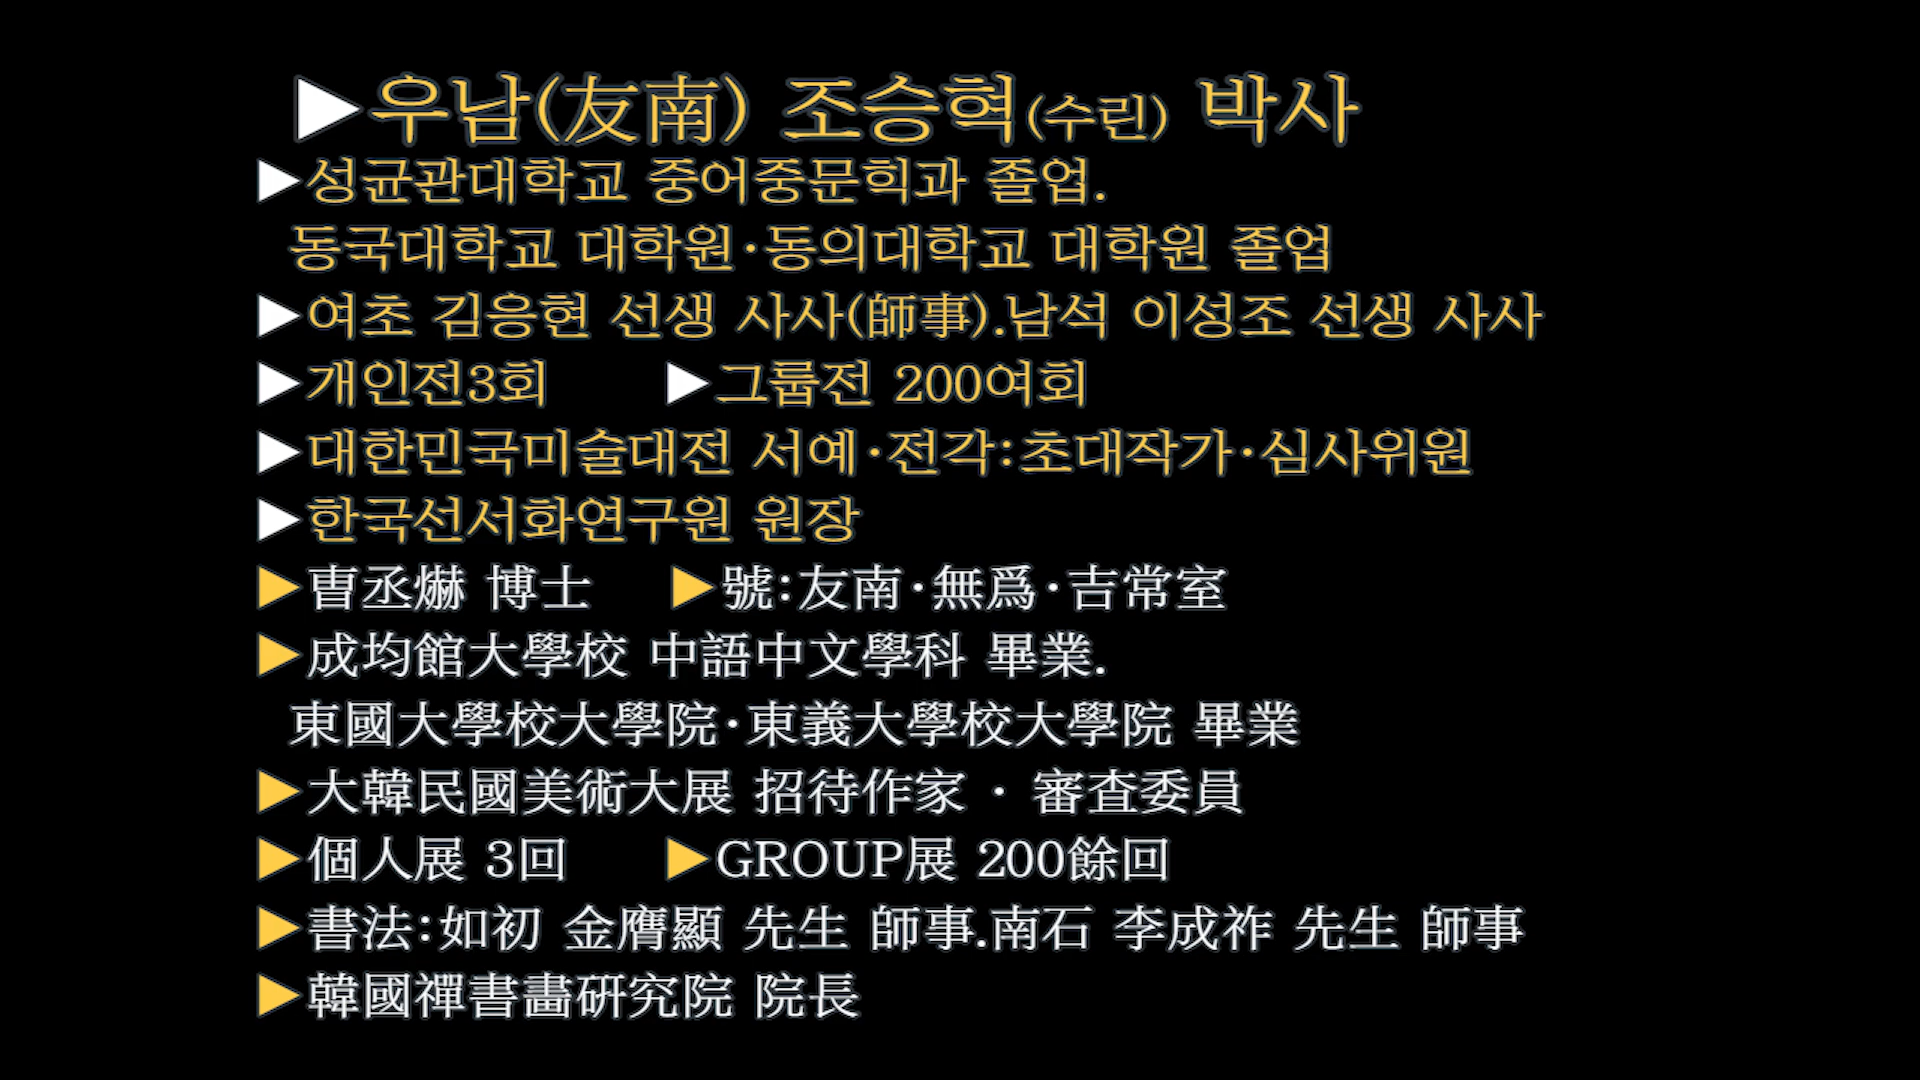 ▶우남(友南) 조승혁(수린) 박사
▶성균관대학교 중어중문힉과 졸업.
동국대학교 대학원·동의대학교 대학원 졸업
▶여초 김응현 선생 사사(師事).남석 이성조 선생 사사
▶개인전3회 ▶그룹전 200여회
▶대한민국미술대전 서예·전각:초대작가·심사위원
▶한국선서화연구원 원장
▶曺丞爀 博士 ▶號:友南·無爲·吉常室
▶成均館大學校 中語中文學科 畢業.
東國大學校大學院·東義大學校大學院 畢業
▶大韓民國美術大展 招待作家 · 審査委員
▶個人展 3回 ▶GROUP展 200餘回
▶書法:如初 金膺顯 先生 師事.南石 李成祚 先生 師事
▶韓國禪書畵硏究院 院長